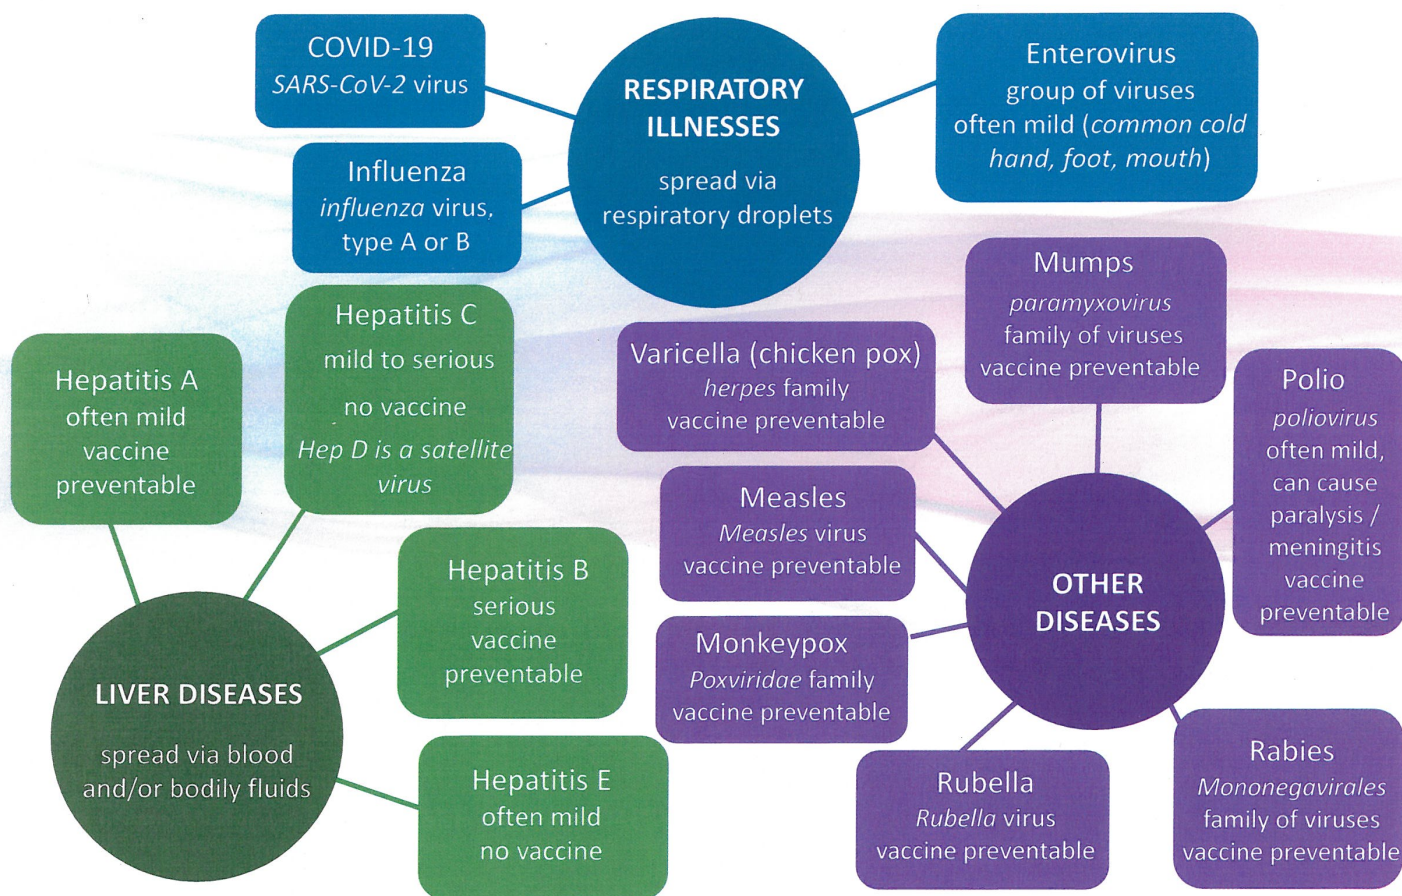 COVID-19
SARS-CoV-2 virus
Influenza
influenza virus,
type A or B
RESPIRATORY
ILLNESSES
spread via
respiratory droplets
Enterovirus
group of viruses
often mild (common cold
hand, foot, mouth)
Hepatitis A
often mild
vaccine
preventable
Hepatitis C
mild to serious
no vaccine
Hep D is a satellite
virus
Hepatitis B
serious
vaccine
preventable
LIVER DISEASES
spread via blood
and/or bodily fluids
Hepatitis E
often mild
no vaccine
Mumps
paramyxovirus
family of viruses
vaccine preventable
Varicella (chicken pox)
herpes family
vaccine preventable
Polio
poliovirus
often mild,
can cause
paralysis /
meningitis
vaccine
preventable
Measles
Measles virus
vaccine preventable
OTHER
DISEASES
Monkeypox
Poxviridae family
vaccine preventable
Rubella
Rubella virus
vaccine preventable
Rabies
Mononegavirales
family of viruses
vaccine preventable